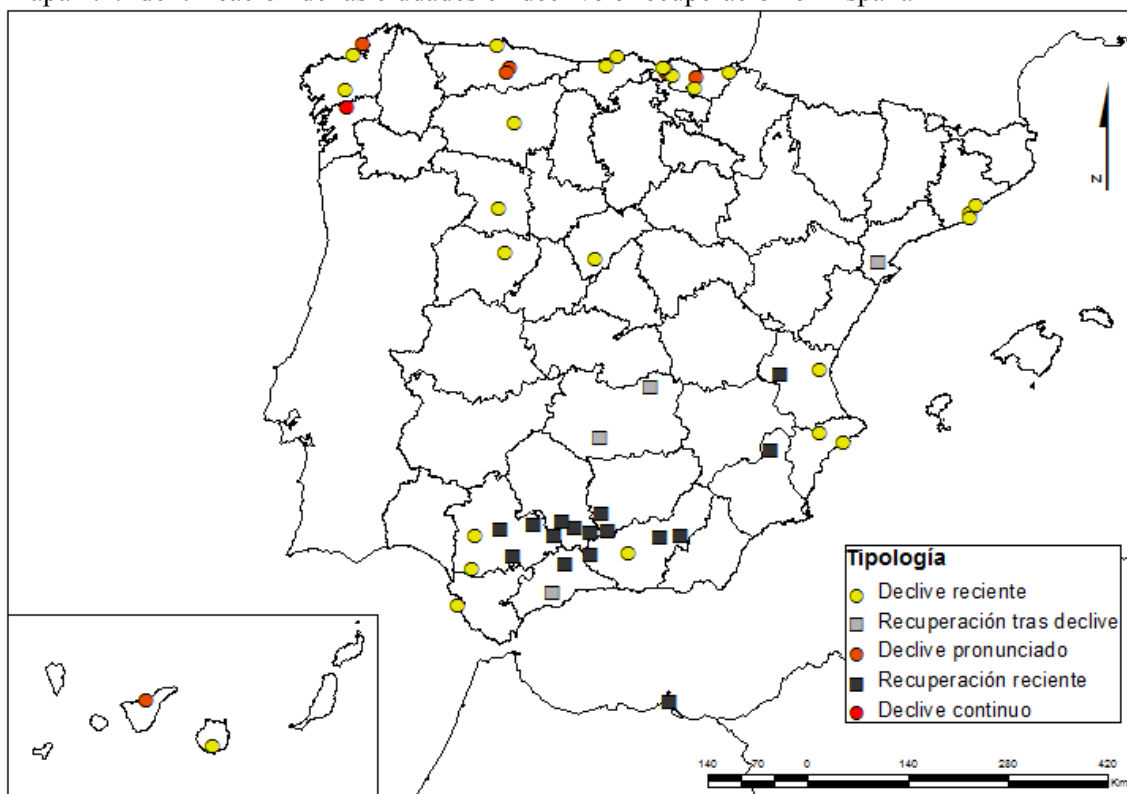 N
Tipología
Declive reciente
Recuperación tras declive
Declive pronunciado
Recuperación reciente
Declive continuo
140 70 0 140 280 420
Km